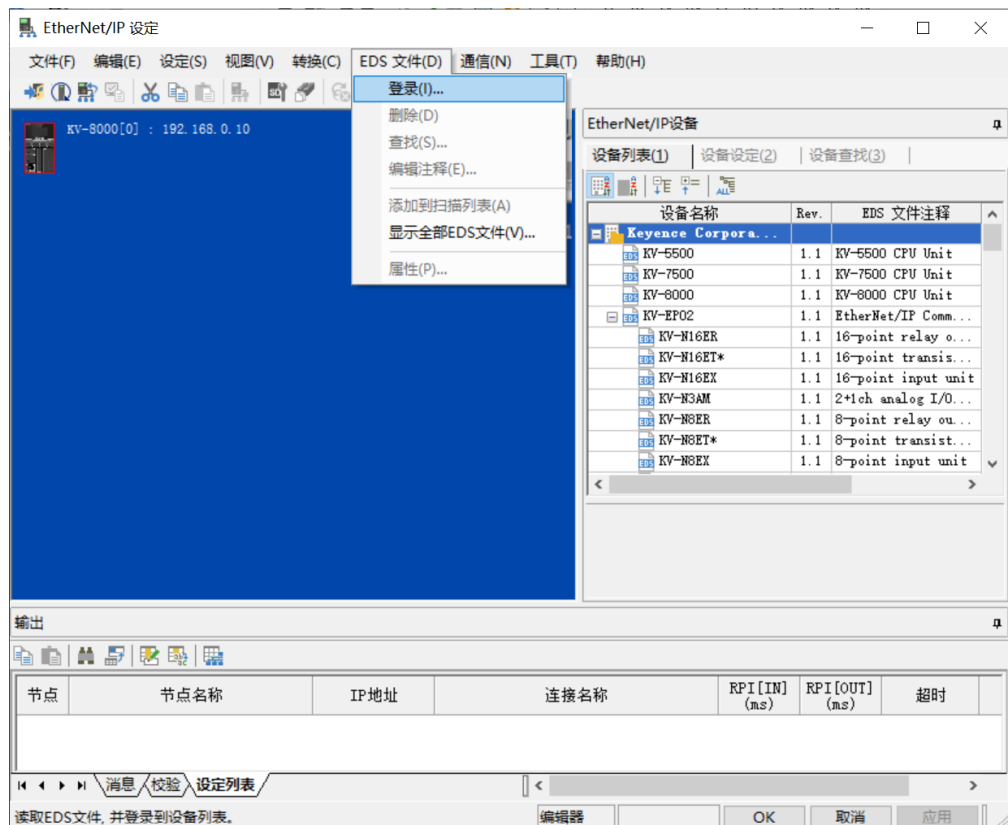 EtherNet/IP 设定
文件(F) 编辑(E) 设定(S) 视图(V) 转换(C) EDS 文件(D) 通信(N) 工具(T) 帮助(H)
登录(I)...
删除(D)
查找(S)...
编辑注释(E)...
添加到扫描列表(A)
显示全部EDS文件(V)...
属性(P)...
KV-8000[0] : 192.168.0.10
EtherNet/IP设备
设备列表(1) 设备设定(2) 设备查找(3)
设备名称 Rev. EDS 文件注释
Keyence Corpora...
KV-5500 1.1 KV-5500 CPU Unit
KV-7500 1.1 KV-7500 CPU Unit
KV-8000 1.1 KV-8000 CPU Unit
KV-EP02 1.1 EtherNet/IP Comm...
KV-N16ER 1.1 16-point relay o...
KV-N16ET* 1.1 16-point transis...
KV-N16EX 1.1 16-point input unit
KV-N3AM 1.1 2+1ch analog I/O...
KV-N8ER 1.1 8-point relay ou...
KV-N8ET* 1.1 8-point transist...
KV-N8EX 1.1 8-point input unit
输出
节点 节点名称 IP地址 连接名称 RPI[IN] (ms) RPI[OUT] (ms) 超时
消息 校验 设定列表
读取EDS文件, 并登录到设备列表。 编辑器 OK 取消 应用